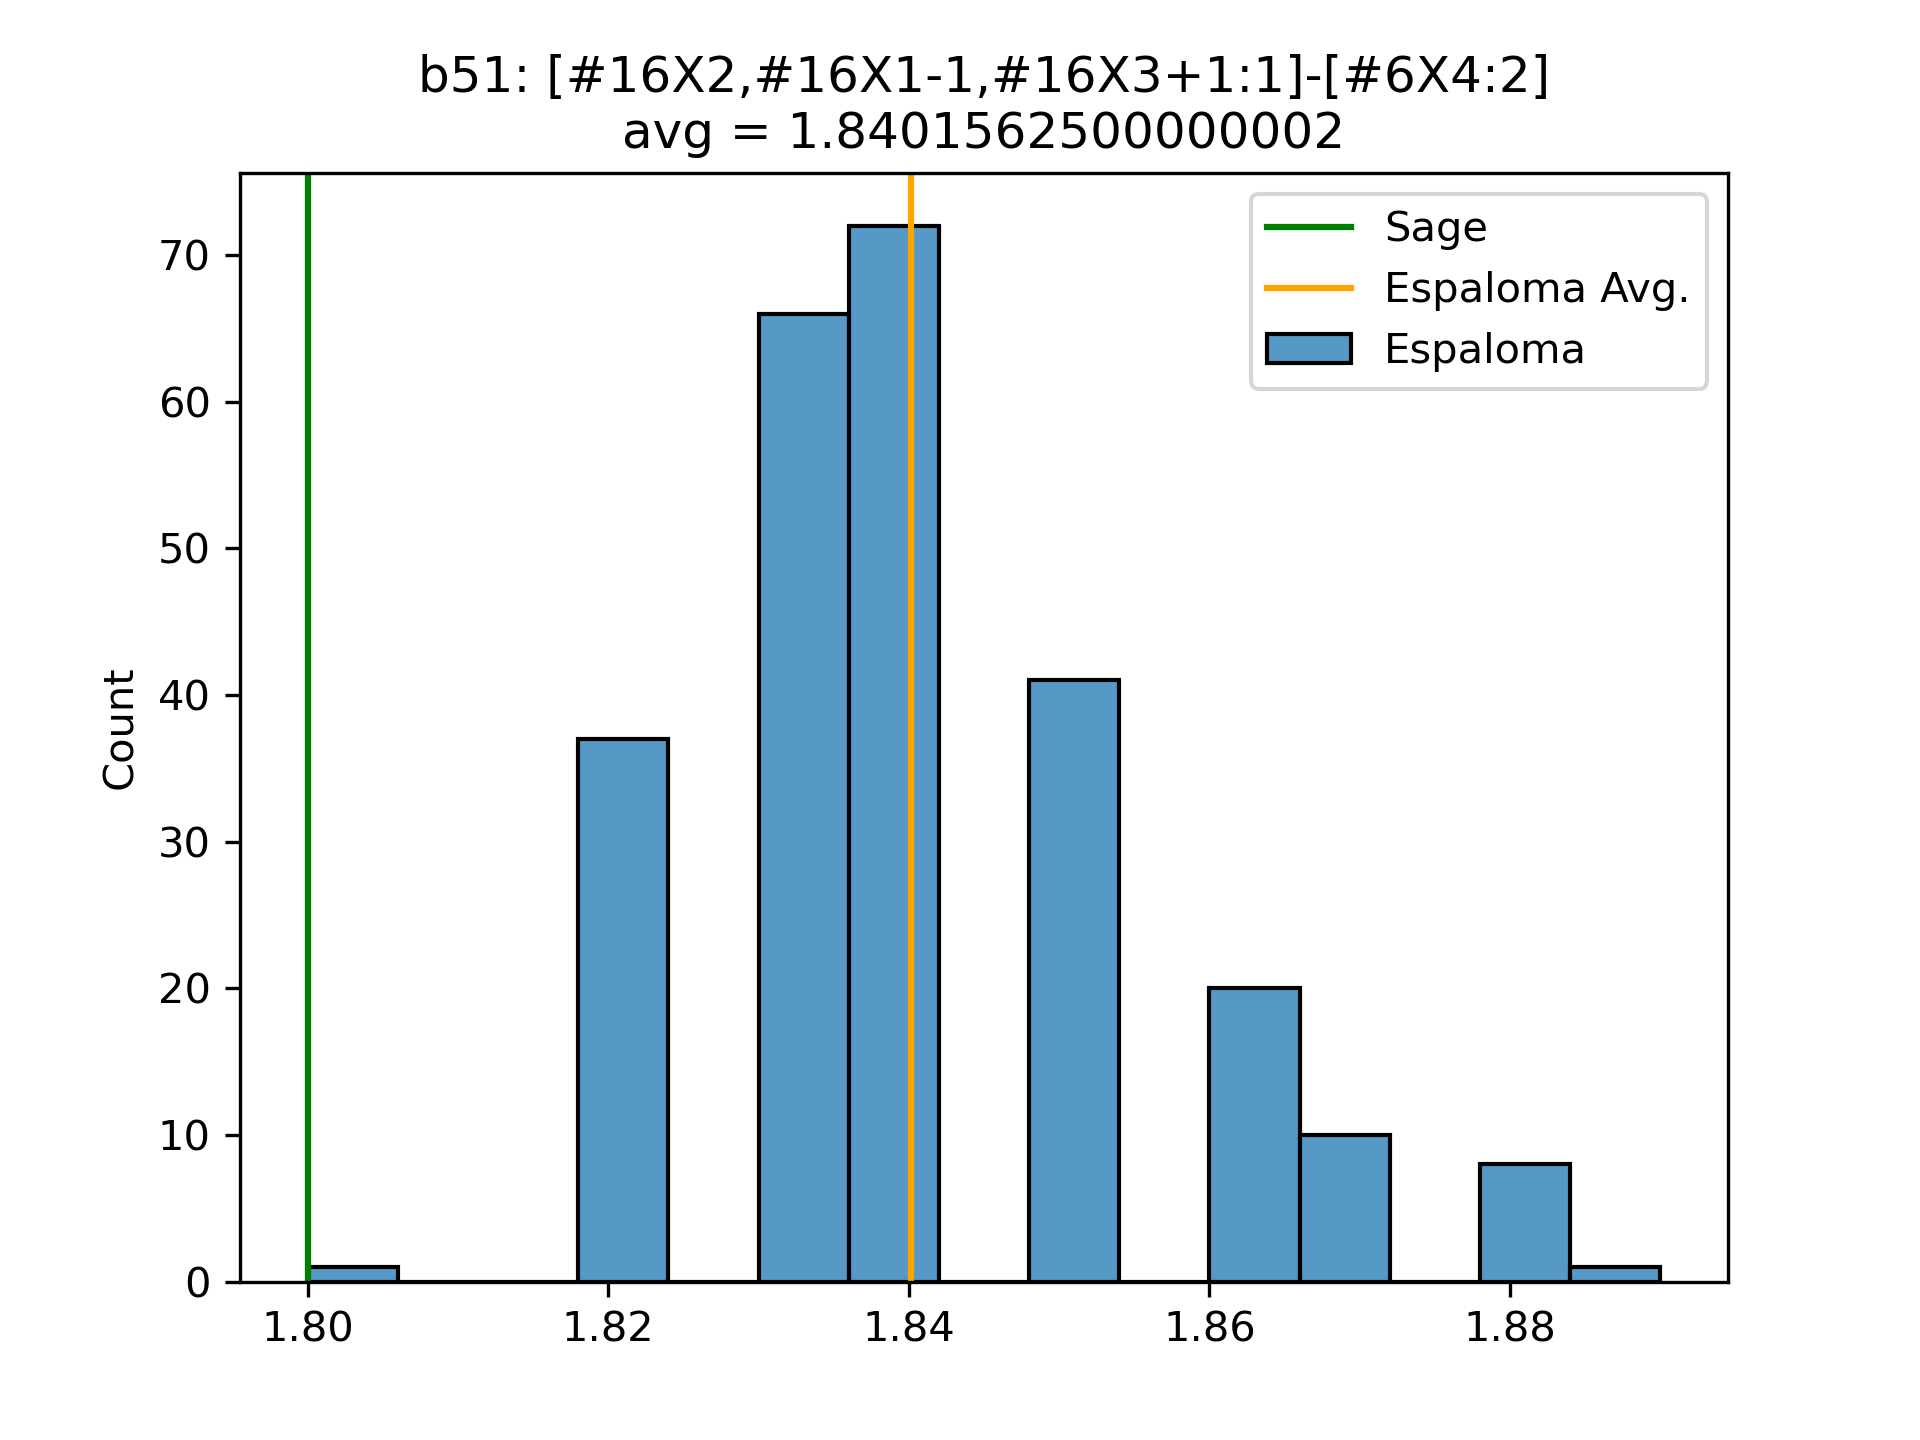 b51: [#16X2,#16X1-1,#16X3+1:1]-[#6X4:2]
avg = 1.8401562500000002
Sage
Espaloma Avg.
Espaloma
70
60
50
40
30
20
10
0
Count
1.80 1.82 1.84 1.86 1.88